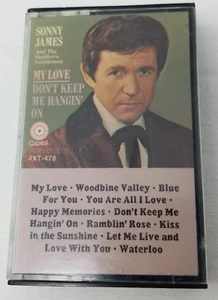 SONNY
JAMES
And The
Southern
Gentlemen
MY LOVE
DON'T KEEP
ME HANGIN'
ON
Capitol
4XT-478
My Love • Woodbine Valley • Blue
For You • You Are All I Love •
Happy Memories • Don't Keep Me
Hangin' On • Ramblin' Rose • Kiss
in the Sunshine • Let Me Live and
Love With You • Waterloo